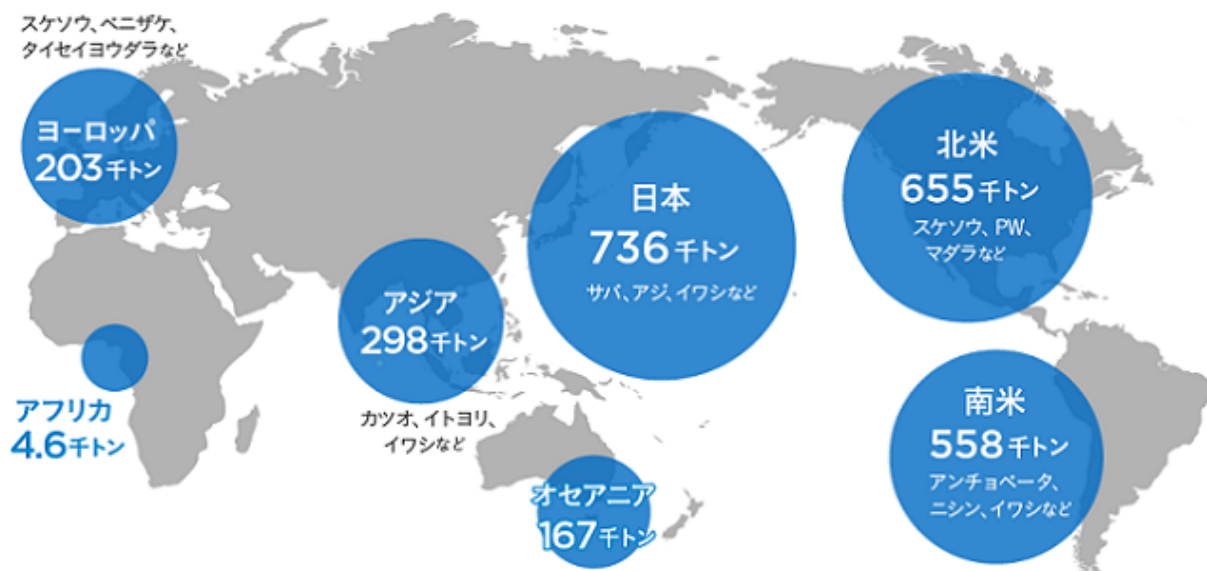 スケソウ、ベニザケ、
タイセイヨウダラなど
ヨーロッパ
203千トン
アフリカ
4.6千トン
アジア
298千トン
カツオ、イトヨリ、
イワシなど
日本
736千トン
サバ、アジ、イワシなど
オセアニア
167千トン
北米
655千トン
スケソウ、PW、
マダラなど
南米
558千トン
アンチョベータ、
ニシン、イワシなど